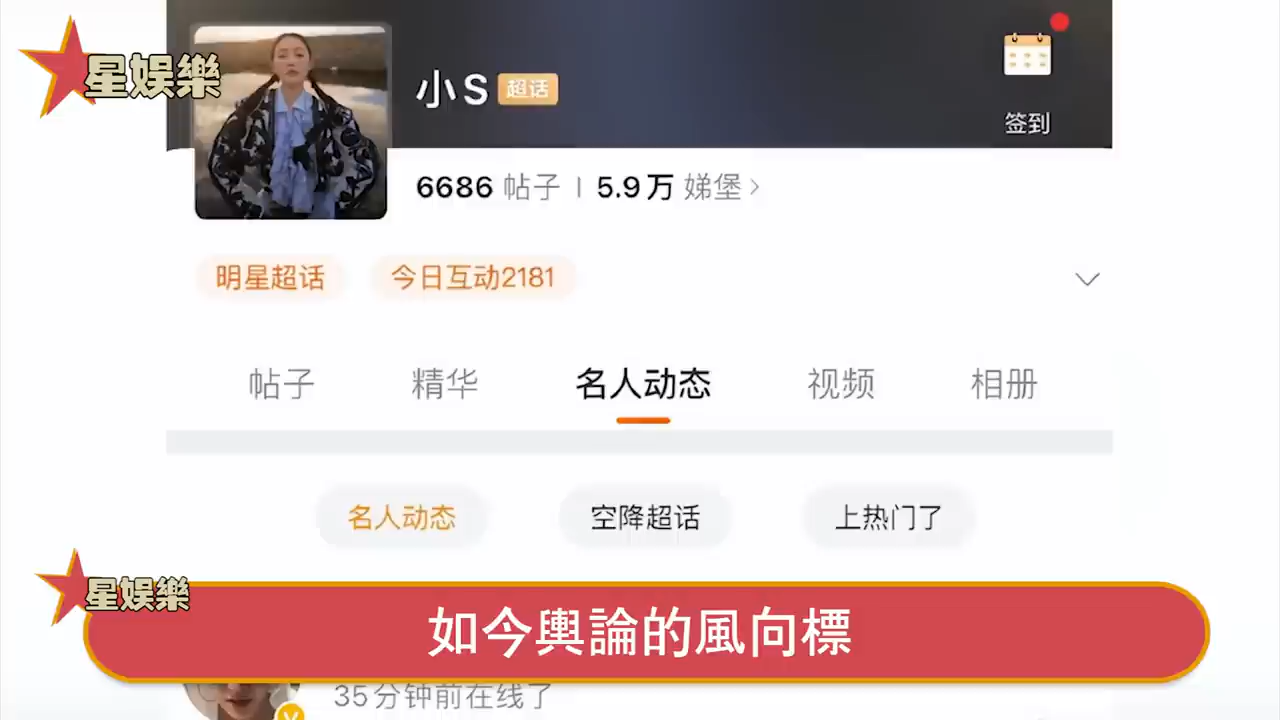 星娱樂
小S 超话
签到
6686 帖子 | 5.9万 娣堡 >
明星超话 今日互动2181
帖子 精华 名人动态 视频 相册
名人动态 空降超话 上热门了
星娱樂
如今輿論的風向標
35分钟前在线了